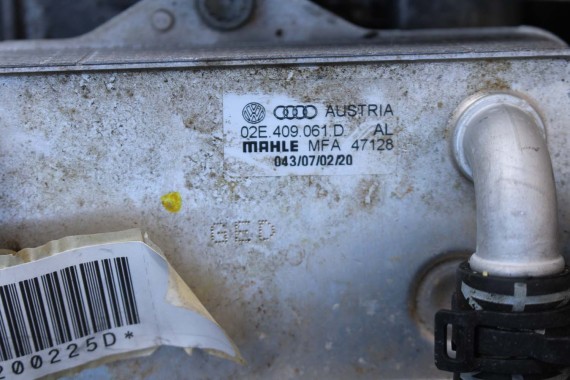 AUSTRIA
02E.409.061.D AL
MAHLE MFA 47128
043/07/02/20
GED
200225D*